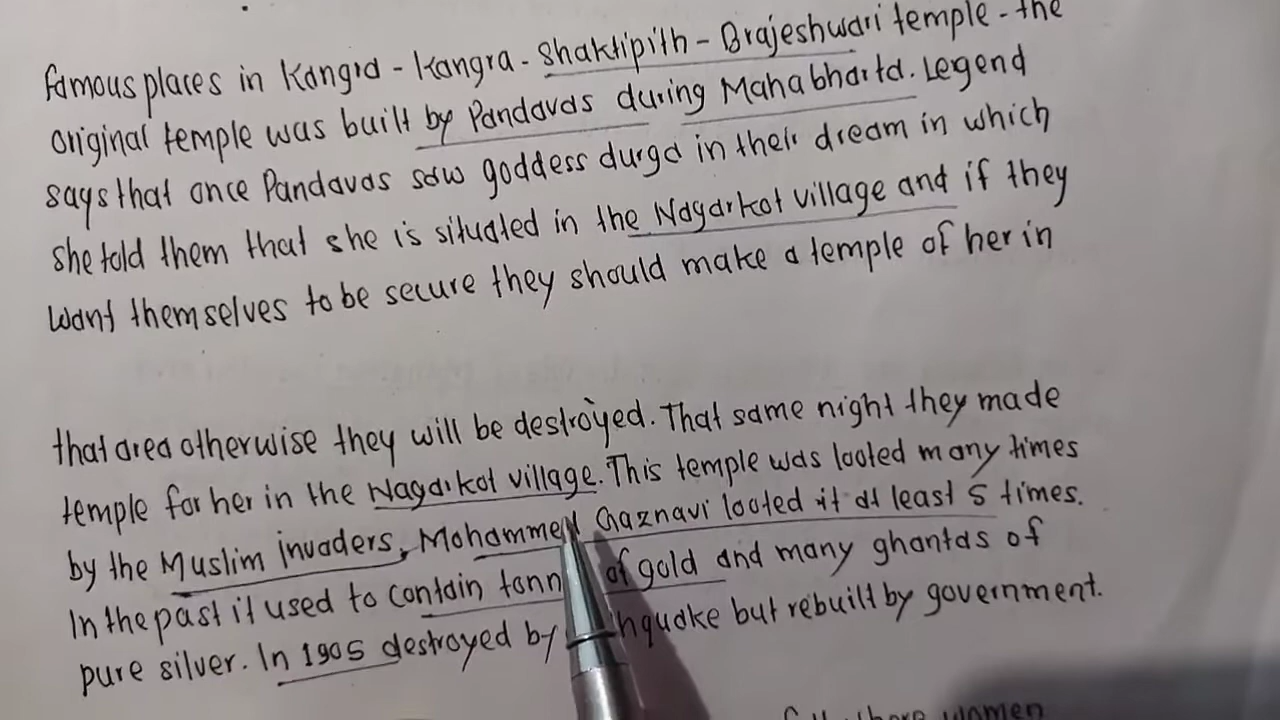 famous places in Kangra - Kangra - Shaktipith - Brajeshwari temple - the
original temple was built by Pandavas during Mahabharta. Legend
says that once Pandavas saw goddess durga in their dream in which
she told them that she is situated in the Nagarkot village and if they
want themselves to be secure they should make a temple of her in
that area otherwise they will be destroyed. That same night they made
temple for her in the Nagarkot village. This temple was looted many times
by the Muslim invaders, Mohammed Gaznavi looted it at least 5 times.
In the past it used to contain of gold and many ghantas of
pure silver. In 1905 destroyed by but rebuilt by government.
these women